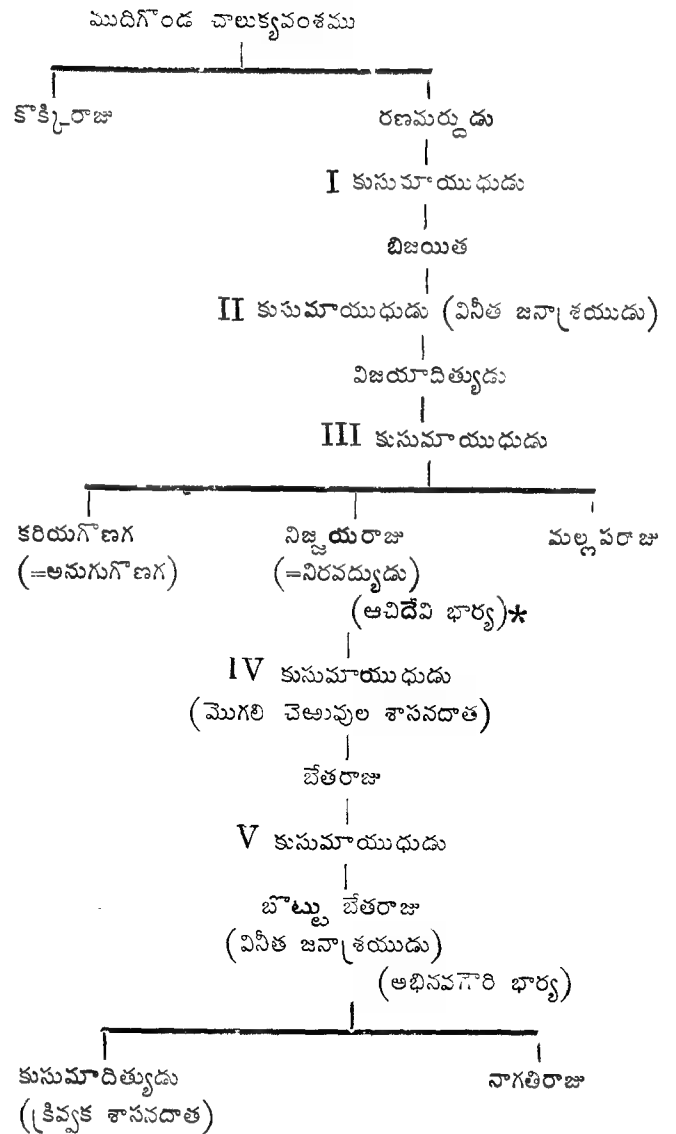 ముదిగొండ చాలుక్యవంశము
కొక్కిరాజు రణమర్దుడు
I కుసుమాయుధుడు
బిజయిత
II కుసుమాయుధుడు (వినీత జనాశ్రయుడు)
విజయాదిత్యుడు
III కుసుమాయుధుడు
కరియగొణగ నిజ్జయరాజు మల్లపరాజు
(=అనుగుగొణగ) (=నిరవద్యుడు)
(ఆచిదేవి భార్య)*
IV కుసుమాయుధుడు
(మొగలి చెఱువుల శాసనదాత)
బేతరాజు
V కుసుమాయుధుడు
బొట్టు బేతరాజు
(వినీత జనాశ్రయుడు)
(అభినవగౌరి భార్య)
కుసుమాదిత్యుడు నాగతిరాజు
(క్రివ్వక శాసనదాత)